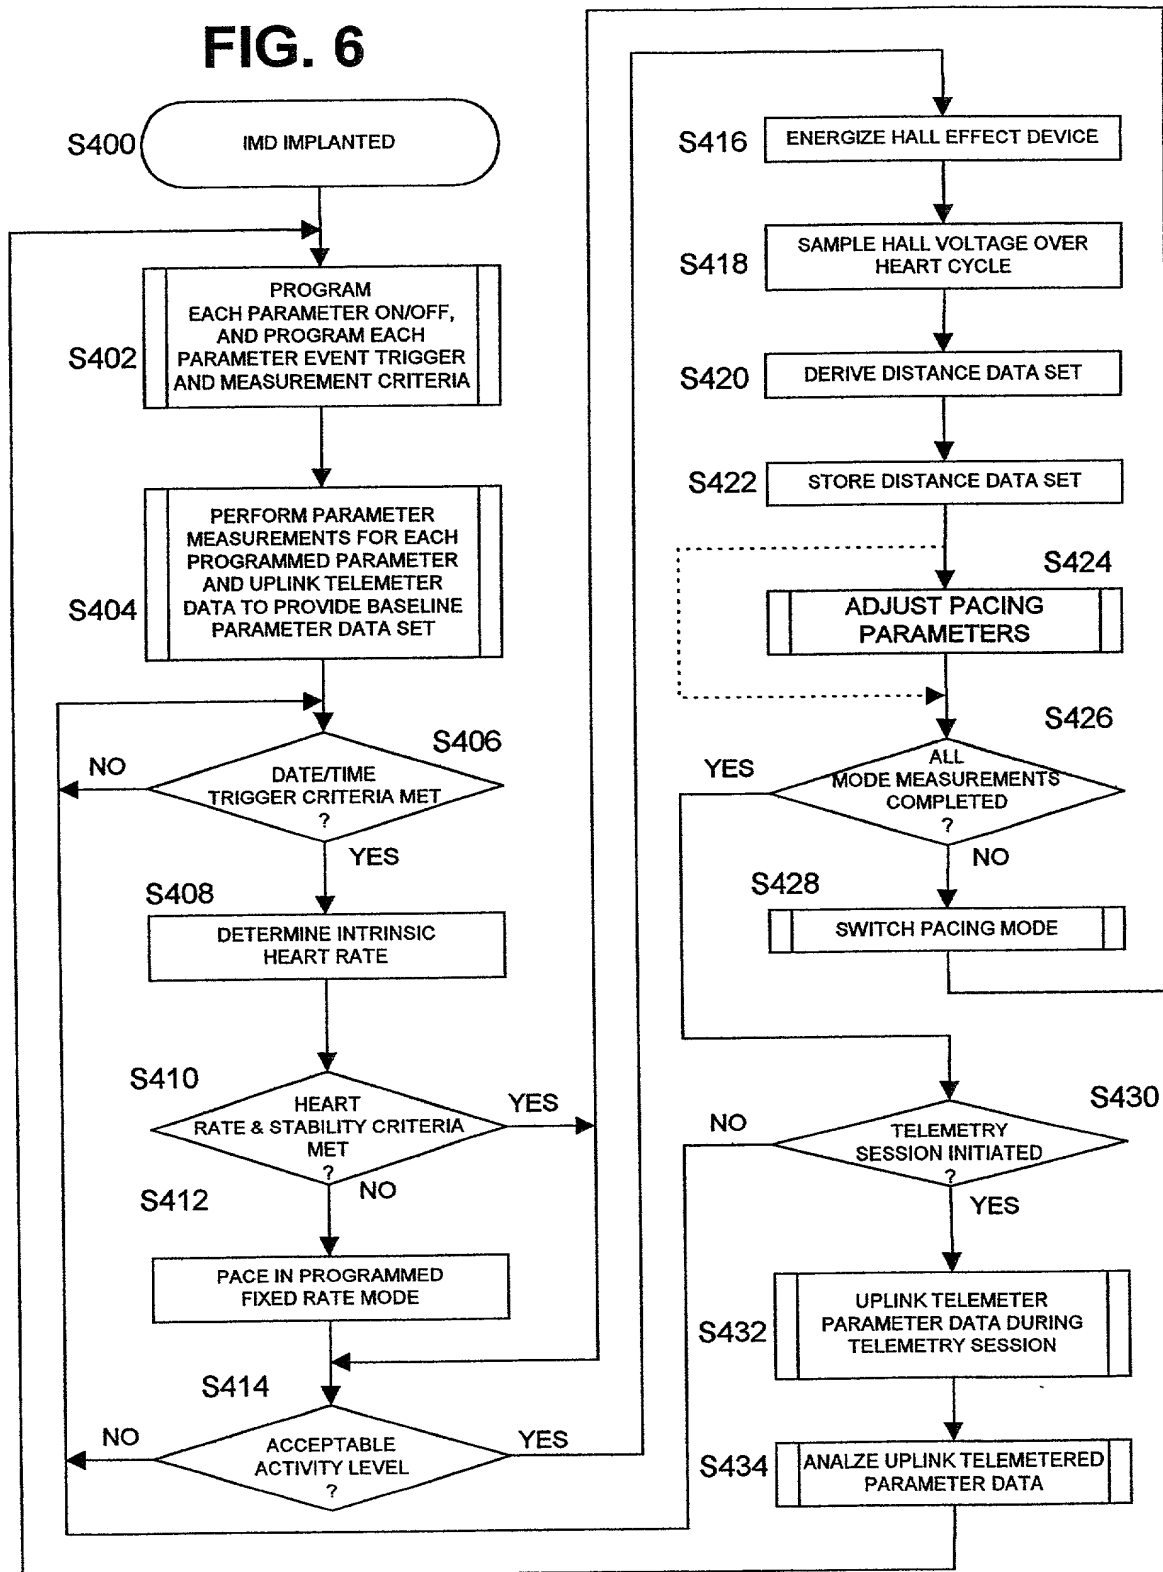 FIG. 6
S400
IMD IMPLANTED
S402
PROGRAM
EACH PARAMETER ON/OFF,
AND PROGRAM EACH
PARAMETER EVENT TRIGGER
AND MEASUREMENT CRITERIA
S404
PERFORM PARAMETER
MEASUREMENTS FOR EACH
PROGRAMMED PARAMETER
AND UPLINK TELEMETER
DATA TO PROVIDE BASELINE
PARAMETER DATA SET
S406
NO
DATE/TIME
TRIGGER CRITERIA MET
?
YES
S408
DETERMINE INTRINSIC
HEART RATE
S410
HEART
RATE & STABILITY CRITERIA
MET
?
YES
NO
S412
PACE IN PROGRAMMED
FIXED RATE MODE
S414
NO
ACCEPTABLE
ACTIVITY LEVEL
?
YES
S416
ENERGIZE HALL EFFECT DEVICE
S418
SAMPLE HALL VOLTAGE OVER
HEART CYCLE
S420
DERIVE DISTANCE DATA SET
S422
STORE DISTANCE DATA SET
S424
ADJUST PACING
PARAMETERS
S426
YES
ALL
MODE MEASUREMENTS
COMPLETED
?
NO
S428
SWITCH PACING MODE
S430
NO
TELEMETRY
SESSION INITIATED
?
YES
S432
UPLINK TELEMETER
PARAMETER DATA DURING
TELEMETRY SESSION
S434
ANALZE UPLINK TELEMETERED
PARAMETER DATA